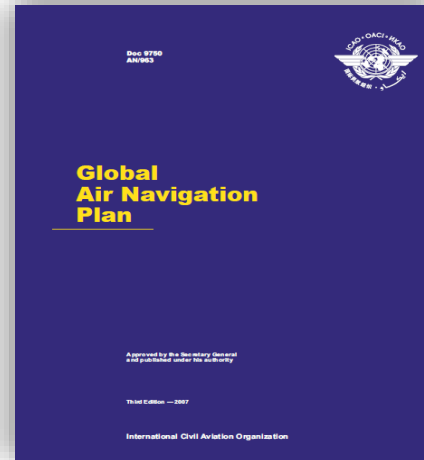 Doc 9750
AN/963
ICAO · OACI · ИКАО
Global
Air Navigation
Plan
Approved by the Secretary General
and published under his authority
Third Edition — 2007
International Civil Aviation Organization